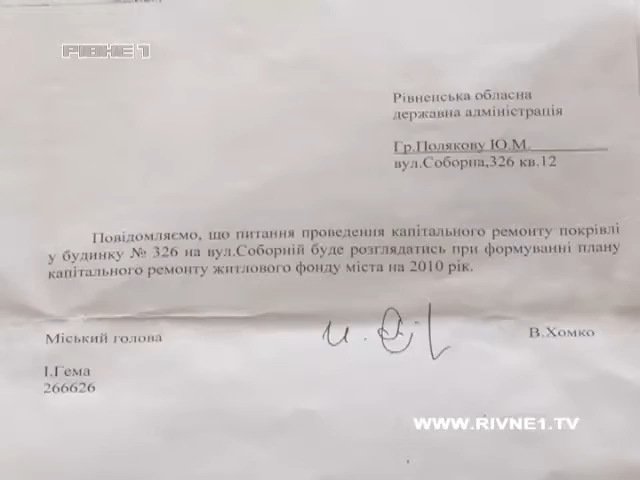 РІВНЕ 1
Рівненська обласна
державна адміністрація
Гр.Полякову Ю.М.
вул.Соборна,326 кв.12
Повідомляємо, що питання проведення капітального ремонту покрівлі
у будинку № 326 на вул.Соборній буде розглядатись при формуванні плану
капітального ремонту житлового фонду міста на 2010 рік.
Міський голова
В.Хомко
І.Гема
266626
WWW.RIVNE1.TV